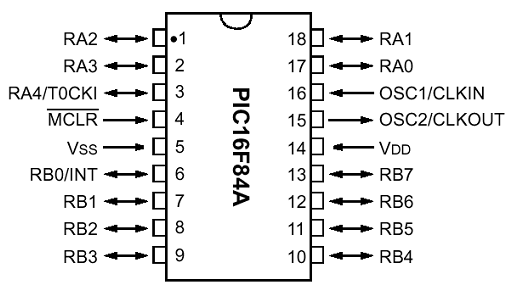 RA2 1 18 RA1
RA3 2 17 RA0
RA4/T0CKI 3 16 OSC1/CLKIN
MCLR 4 15 OSC2/CLKOUT
VSS 5 14 VDD
RB0/INT 6 13 RB7
RB1 7 12 RB6
RB2 8 11 RB5
RB3 9 10 RB4
PIC16F84A